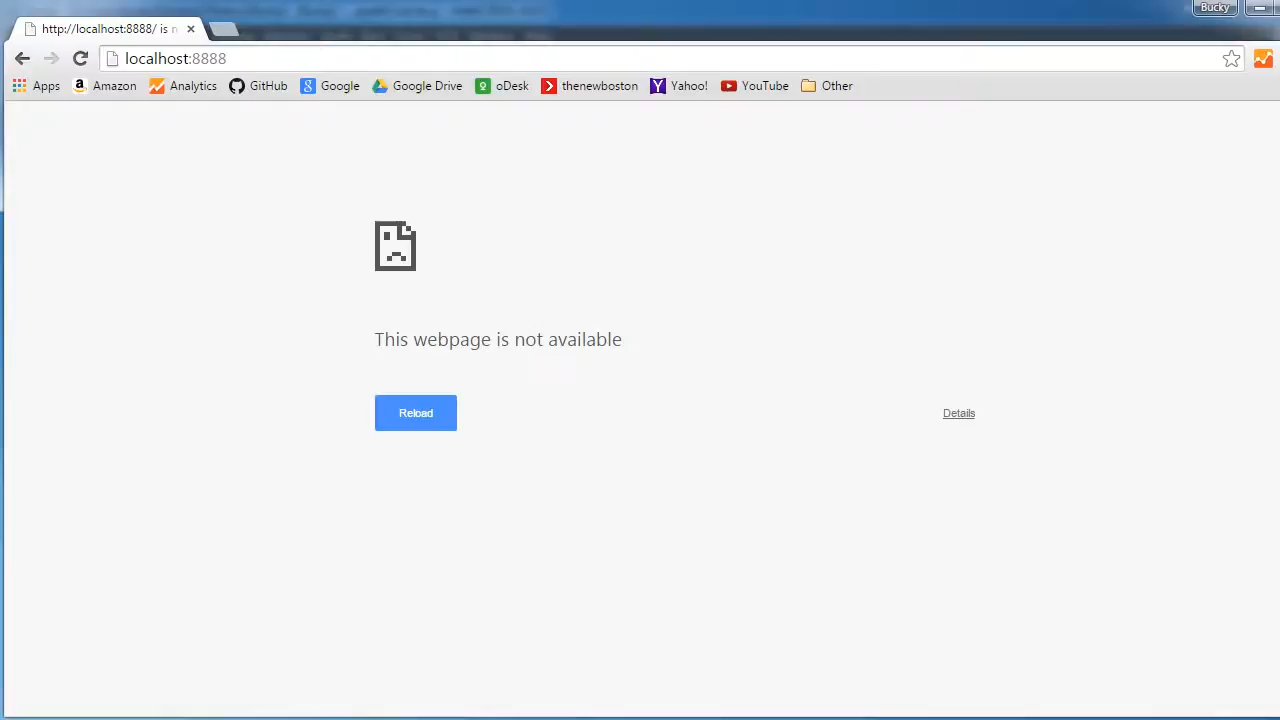 Bucky
http://localhost:8888/ is n
localhost:8888
Apps Amazon Analytics GitHub Google Google Drive oDesk thenewboston Yahoo! YouTube Other
This webpage is not available
Reload Details